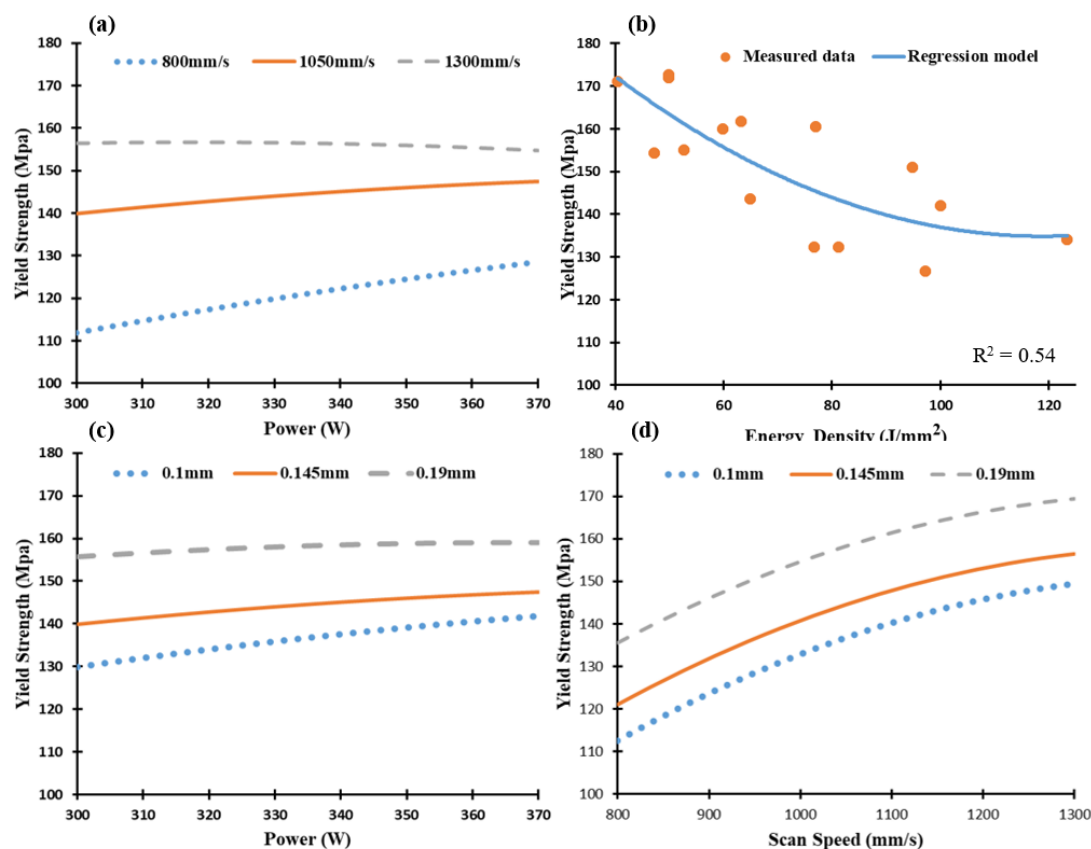 (a)
180
170
160
150
140
130
120
110
100
Yield Strength (Mpa)
800mm/s 1050mm/s 1300mm/s
300 310 320 330 340 350 360 370
Power (W)
(b)
180
170
160
150
140
130
120
110
100
Yield Strength (Mpa)
Measured data Regression model
R² = 0.54
40 60 80 100 120
Energy Density (J/mm²)
(c)
180
170
160
150
140
130
120
110
100
Yield Strength (Mpa)
0.1mm 0.145mm 0.19mm
300 310 320 330 340 350 360 370
Power (W)
(d)
180
170
160
150
140
130
120
110
100
Yield Strength (Mpa)
0.1mm 0.145mm 0.19mm
800 900 1000 1100 1200 1300
Scan Speed (mm/s)